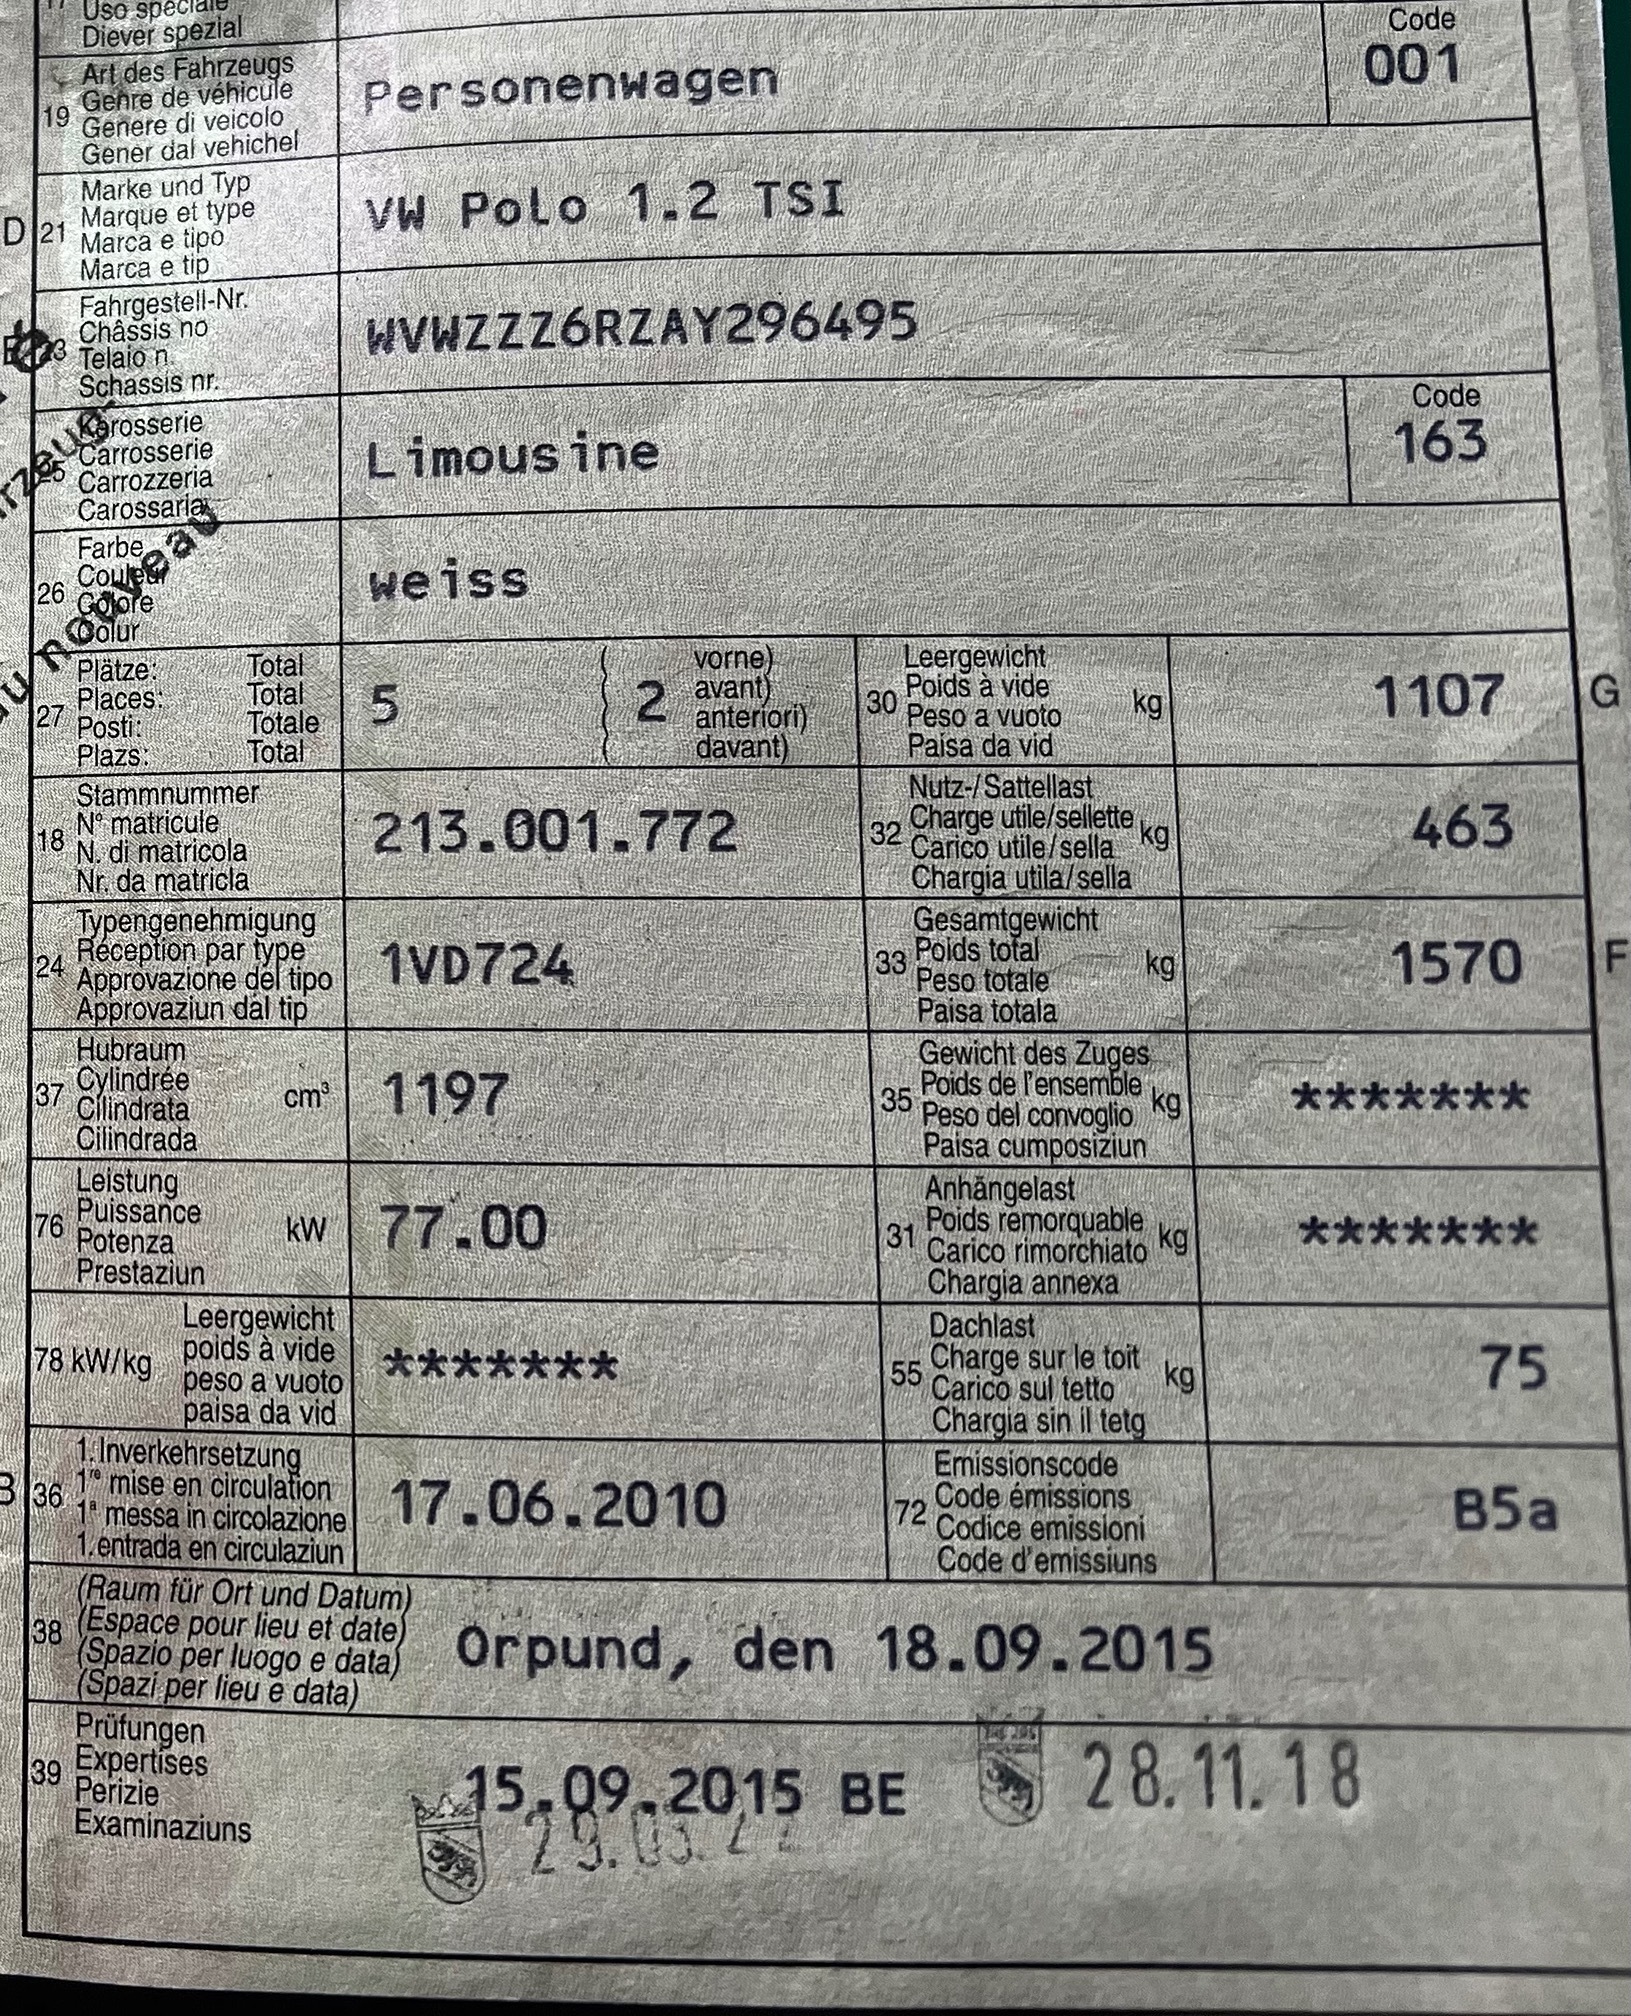 17 Uso speciale
Diever spezial
19 Art des Fahrzeugs
Genre de véhicule
Genere di veicolo
Gener dal vehichel
Personenwagen
Code
001
D 21 Marke und Typ
Marque et type
Marca e tipo
Marca e tip
VW Polo 1.2 TSI
23 Fahrgestell-Nr.
Châssis no
Telaio n.
Schassis nr.
WVWZZZ6RZAY296495
25 Karosserie
Carrosserie
Carrozzeria
Carossaria
Limousine
Code
163
26 Farbe
Couleur
Colore
Colur
weiss
nouveau
27 Plätze: Total
Places: Total
Posti: Totale
Plazs: Total
5 2
vorne)
avant)
anteriori)
davant)
30 Leergewicht
Poids à vide
Peso a vuoto
Paisa da vid
kg
1107 G
18 Stammnummer
N° matricule
N. di matricola
Nr. da matricla
213.001.772
32 Nutz-/Sattellast
Charge utile/sellette
Carico utile/sella
Chargia utila/sella
kg
463
24 Typengenehmigung
Réception par type
Approvazione del tipo
Approvaziun dal tip
1VD724
33 Gesamtgewicht
Poids total
Peso totale
Paisa totala
kg
1570 F
37 Hubraum
Cylindrée
Cilindrata
Cilindrada
cm³
1197
35 Gewicht des Zuges
Poids de l'ensemble
Peso del convoglio
Paisa cumposiziun
kg
*******
76 Leistung
Puissance
Potenza
Prestaziun
kW
77.00
31 Anhängelast
Poids remorquable
Carico rimorchiato
Chargia annexa
kg
*******
78 kW/kg
Leergewicht
poids à vide
peso a vuoto
paisa da vid
*******
55 Dachlast
Charge sur le toit
Carico sul tetto
Chargia sin il tetg
kg
75
B 36 1. Inverkehrsetzung
1re mise en circulation
1a messa in circolazione
1. entrada en circulaziun
17.06.2010
72 Emissionscode
Code émissions
Codice emissioni
Code d'emissiuns
B5a
38 (Raum für Ort und Datum)
(Espace pour lieu et date)
(Spazio per luogo e data)
(Spazi per lieu e data)
Orpund, den 18.09.2015
39 Prüfungen
Expertises
Perizie
Examinaziuns
15.09.2015 BE
28.11.18